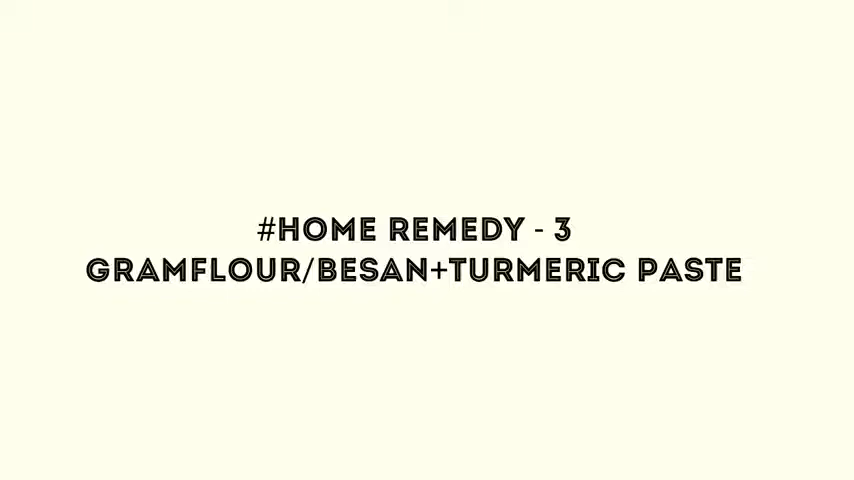 #HOME REMEDY - 3
GRAMFLOUR/BESAN+TURMERIC PASTE